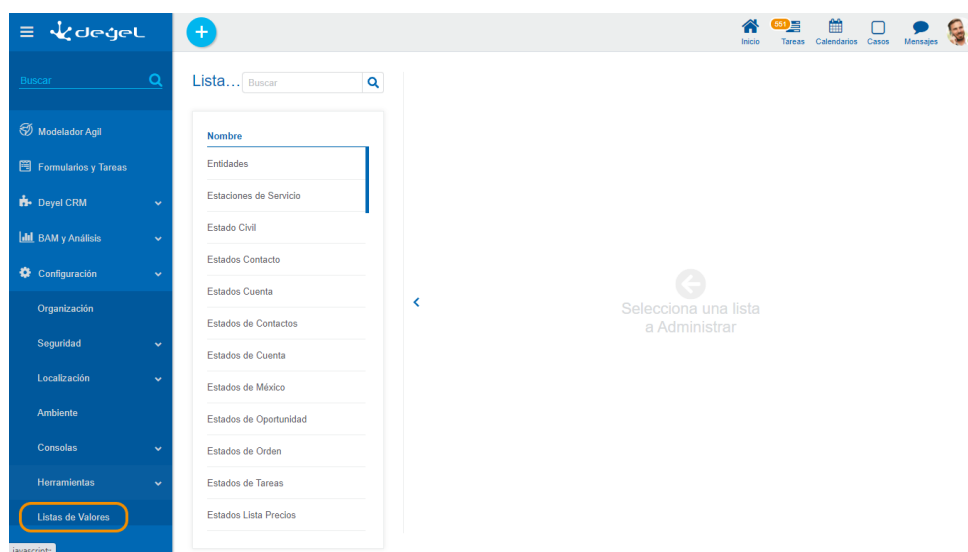 deyel
Inicio
561
Tareas
Calendarios
Casos
Mensajes
Buscar
Lista...
Buscar
Modelador Agil
Formularios y Tareas
Deyel CRM
BAM y Análisis
Configuración
Organización
Seguridad
Localización
Ambiente
Consolas
Herramientas
Listas de Valores
javascript:
Nombre
Entidades
Estaciones de Servicio
Estado Civil
Estados Contacto
Estados Cuenta
Estados de Contactos
Estados de Cuenta
Estados de México
Estados de Oportunidad
Estados de Orden
Estados de Tareas
Estados Lista Precios
Selecciona una lista
a Administrar